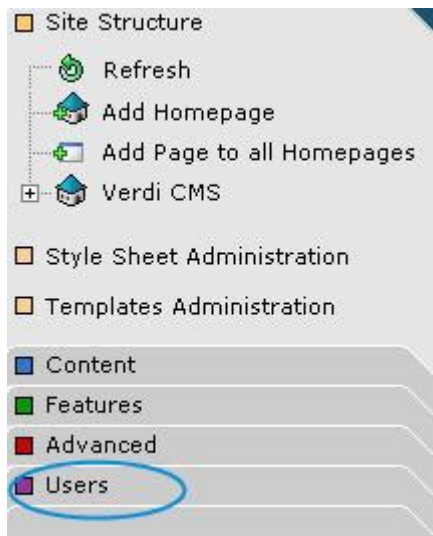 Site Structure
Refresh
Add Homepage
Add Page to all Homepages
Verdi CMS
Style Sheet Administration
Templates Administration
Content
Features
Advanced
Users